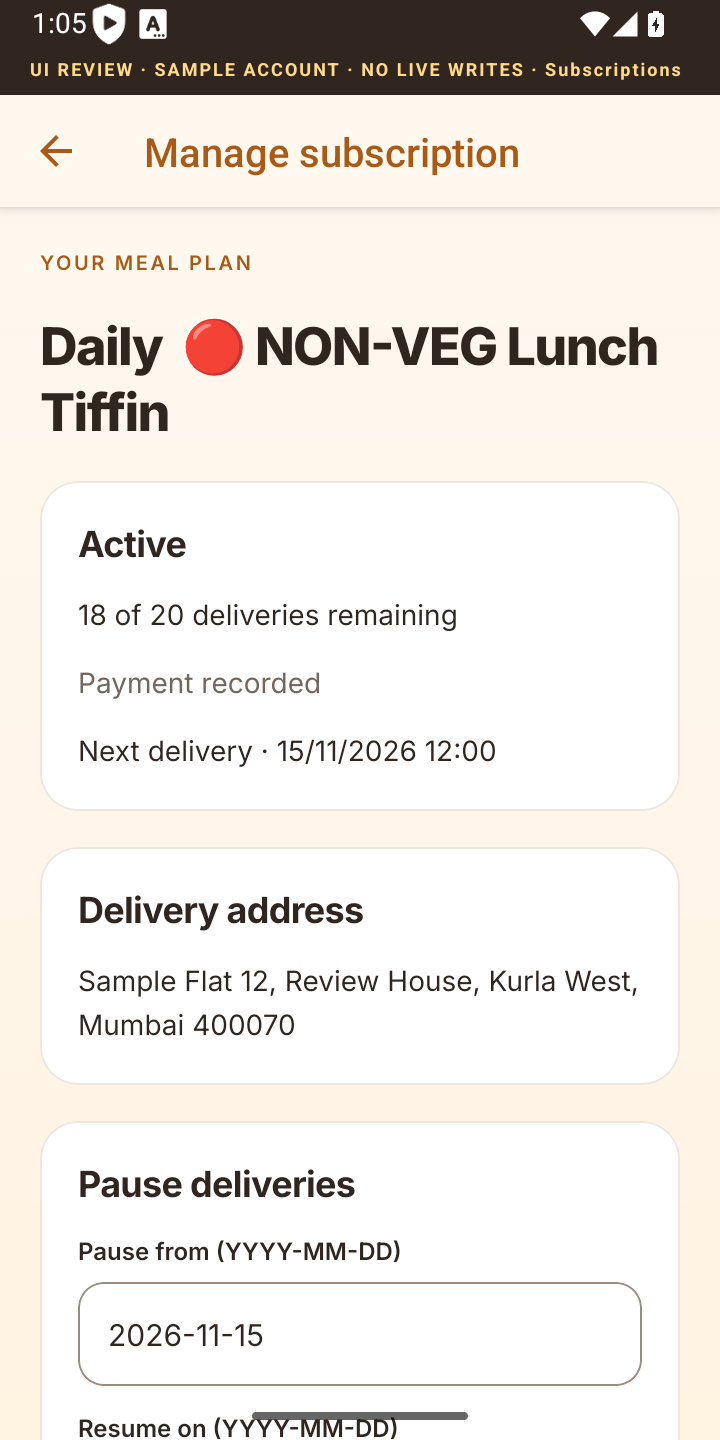 1:05
UI REVIEW · SAMPLE ACCOUNT · NO LIVE WRITES · Subscriptions
Manage subscription
YOUR MEAL PLAN
Daily 🔴 NON-VEG Lunch
Tiffin
Active
18 of 20 deliveries remaining
Payment recorded
Next delivery · 15/11/2026 12:00
Delivery address
Sample Flat 12, Review House, Kurla West,
Mumbai 400070
Pause deliveries
Pause from (YYYY-MM-DD)
2026-11-15
Resume on (YYYY-MM-DD)